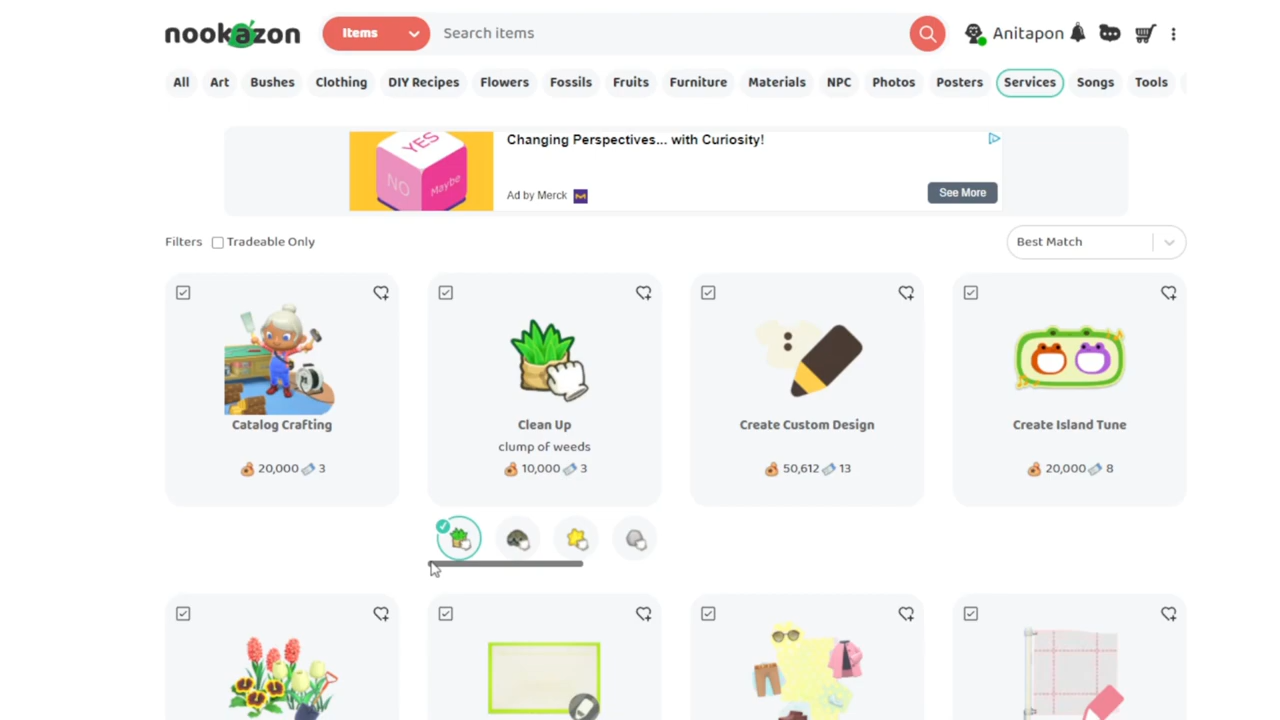 nookazon
Items
Search items
Anitapon
All
Art
Bushes
Clothing
DIY Recipes
Flowers
Fossils
Fruits
Furniture
Materials
NPC
Photos
Posters
Services
Songs
Tools
YES
NO
Maybe
Changing Perspectives... with Curiosity!
Ad by Merck
See More
Filters
Tradeable Only
Best Match
Catalog Crafting
20,000 3
Clean Up
clump of weeds
10,000 3
Create Custom Design
50,612 13
Create Island Tune
20,000 8